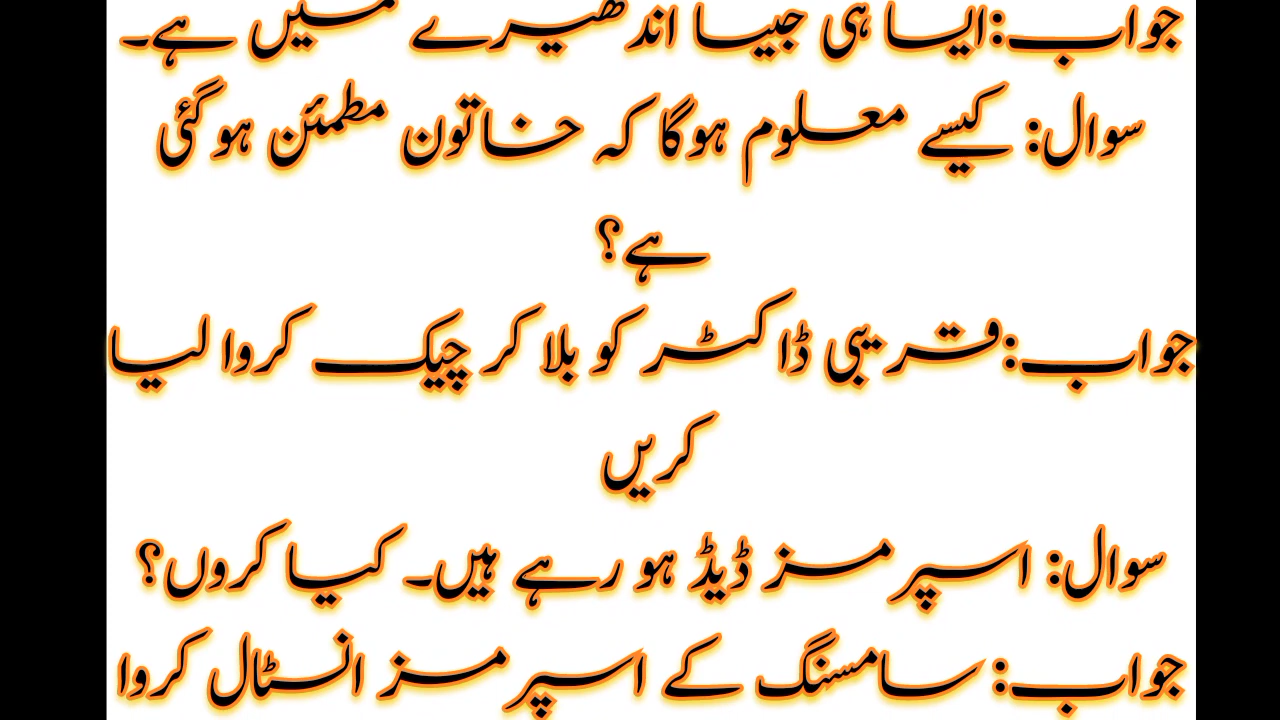 جواب:ایسا ہی جیسا اندھیرے میں ہے۔
سوال: کیسے معلوم ہوگا کہ خاتون مطمئن ہوگئی
ہے؟
جواب:قریبی ڈاکٹر کو بلا کر چیک کروا لیا
کریں
سوال: اسپرمز ڈیڈ ہو رہے ہیں۔ کیا کروں؟
جواب: سامسنگ کے اسپرمز انسٹال کروا